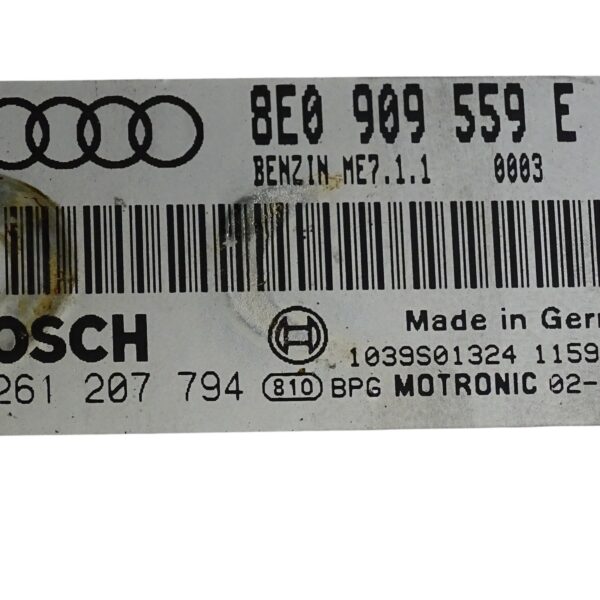 8E0 909 559 E
BENZIN ME7.1.1 0003
OSCH
Made in Ger
1039S01324 1159
261 207 794 810 BPG MOTRONIC 02-